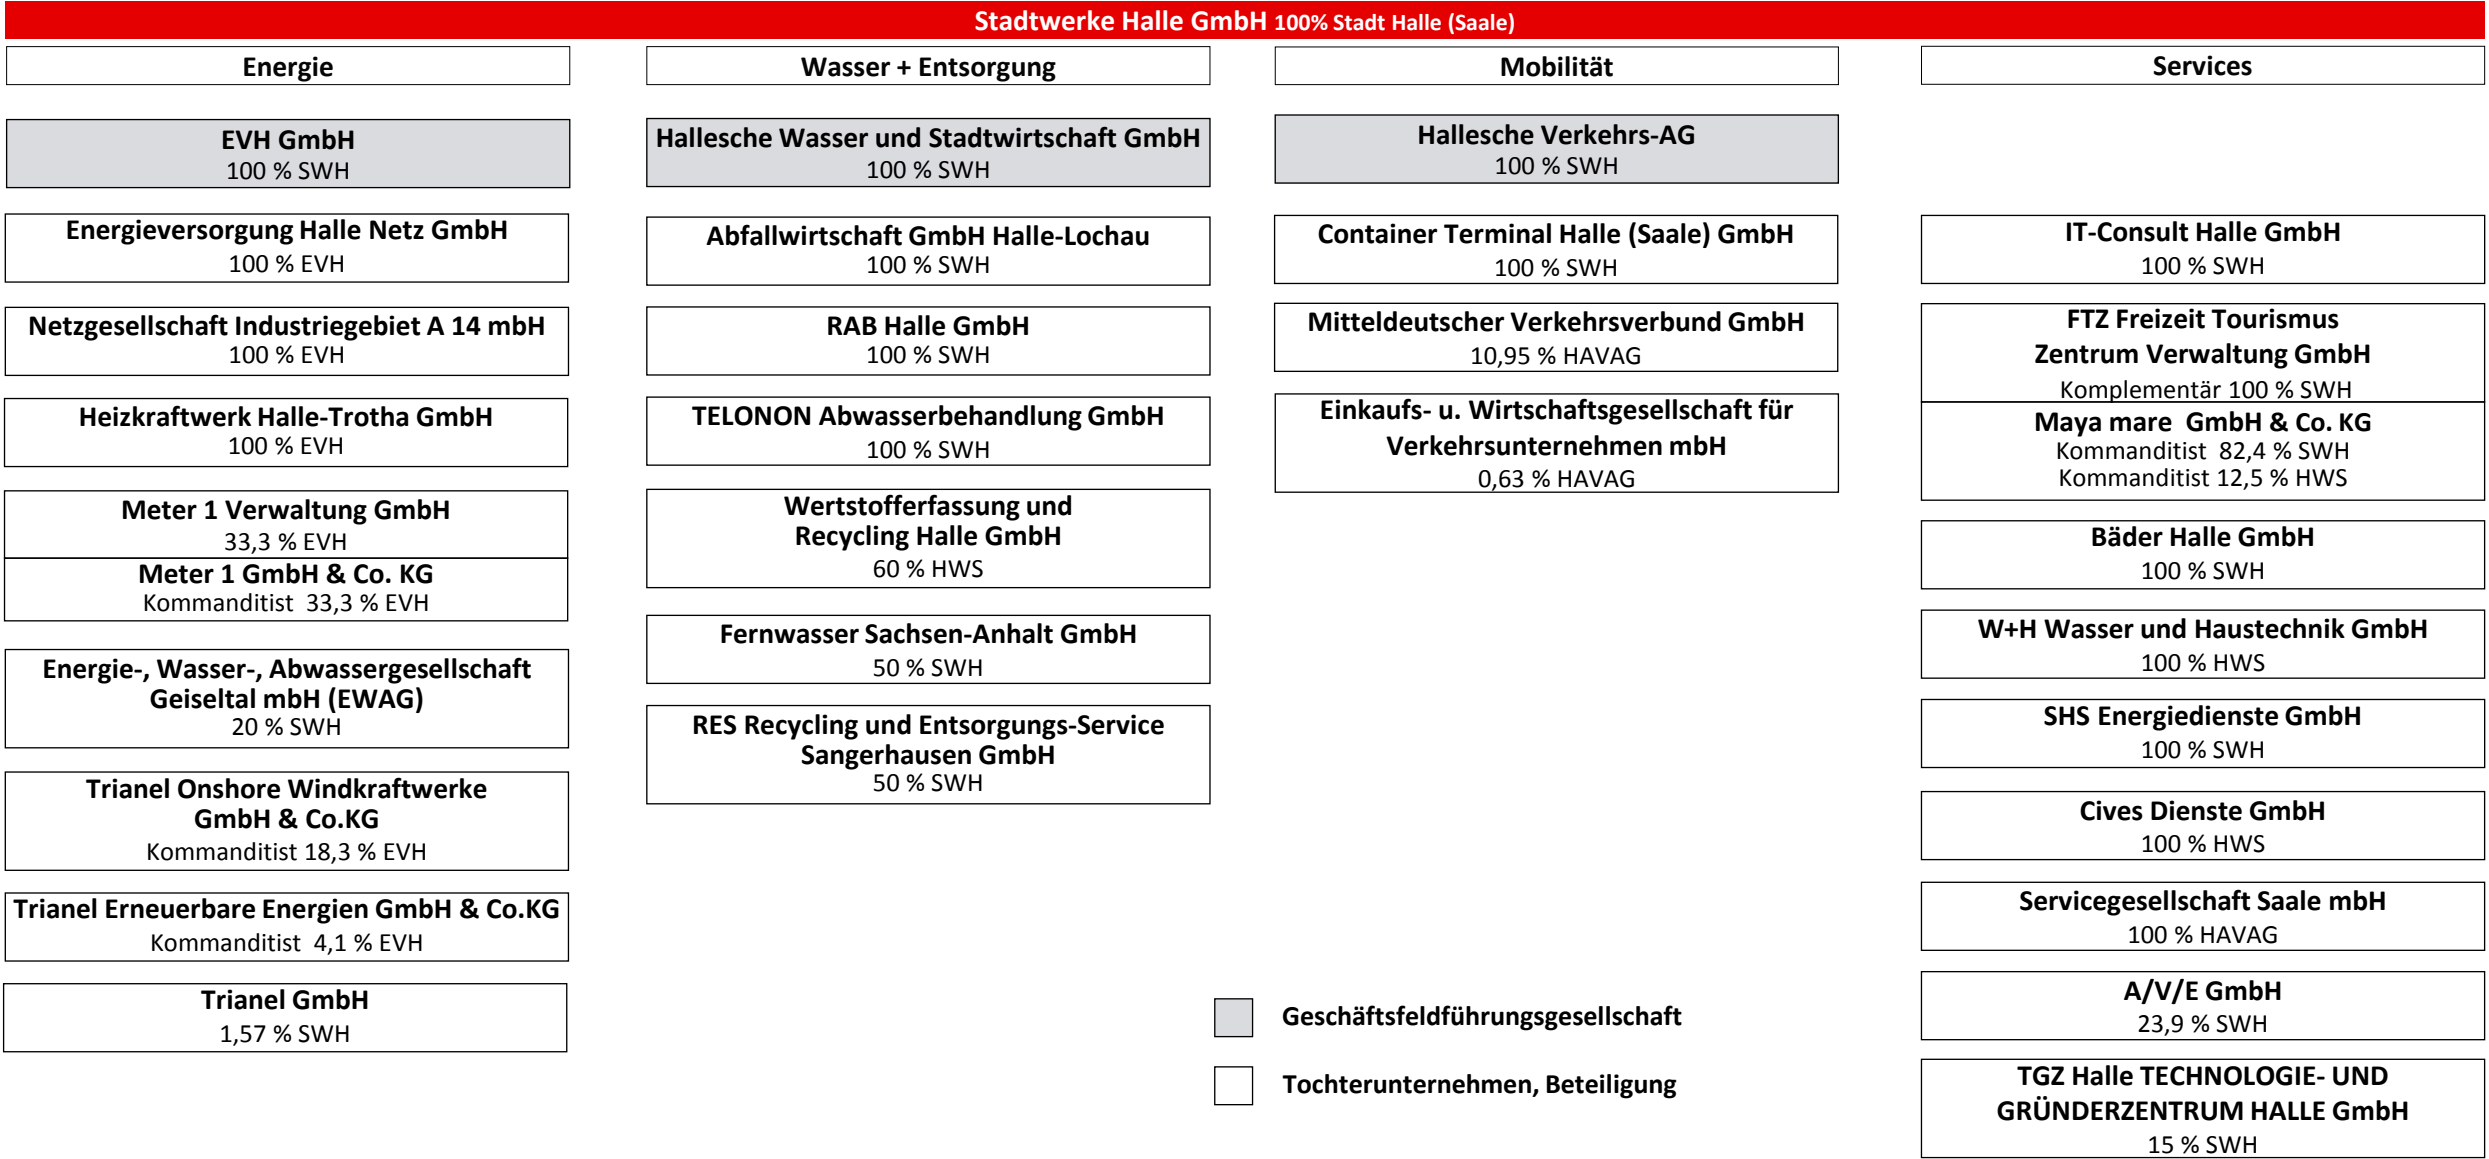 Stadtwerke Halle GmbH 100% Stadt Halle (Saale)
Energie
EVH GmbH
100 % SWH
Energieversorgung Halle Netz GmbH
100 % EVH
Netzgesellschaft Industriegebiet A 14 mbH
100 % EVH
Heizkraftwerk Halle-Trotha GmbH
100 % EVH
Meter 1 Verwaltung GmbH
33,3 % EVH
Meter 1 GmbH & Co. KG
Kommanditist 33,3 % EVH
Energie-, Wasser-, Abwassergesellschaft
Geiseltal mbH (EWAG)
20 % SWH
Trianel Onshore Windkraftwerke
GmbH & Co.KG
Kommanditist 18,3 % EVH
Trianel Erneuerbare Energien GmbH & Co.KG
Kommanditist 4,1 % EVH
Trianel GmbH
1,57 % SWH
Wasser + Entsorgung
Hallesche Wasser und Stadtwirtschaft GmbH
100 % SWH
Abfallwirtschaft GmbH Halle-Lochau
100 % SWH
RAB Halle GmbH
100 % SWH
TELONON Abwasserbehandlung GmbH
100 % SWH
Wertstofferfassung und
Recycling Halle GmbH
60 % HWS
Fernwasser Sachsen-Anhalt GmbH
50 % SWH
RES Recycling und Entsorgungs-Service
Sangerhausen GmbH
50 % SWH
Mobilität
Hallesche Verkehrs-AG
100 % SWH
Container Terminal Halle (Saale) GmbH
100 % SWH
Mitteldeutscher Verkehrsverbund GmbH
10,95 % HAVAG
Einkaufs- u. Wirtschaftsgesellschaft für
Verkehrsunternehmen mbH
0,63 % HAVAG
Services
IT-Consult Halle GmbH
100 % SWH
FTZ Freizeit Tourismus
Zentrum Verwaltung GmbH
Komplementär 100 % SWH
Maya mare GmbH & Co. KG
Kommanditist 82,4 % SWH
Kommanditist 12,5 % HWS
Bäder Halle GmbH
100 % SWH
W+H Wasser und Haustechnik GmbH
100 % HWS
SHS Energiedienste GmbH
100 % SWH
Cives Dienste GmbH
100 % HWS
Servicegesellschaft Saale mbH
100 % HAVAG
A/V/E GmbH
23,9 % SWH
TGZ Halle TECHNOLOGIE- UND
GRÜNDERZENTRUM HALLE GmbH
15 % SWH
Geschäftsfeldführungsgesellschaft
Tochterunternehmen, Beteiligung